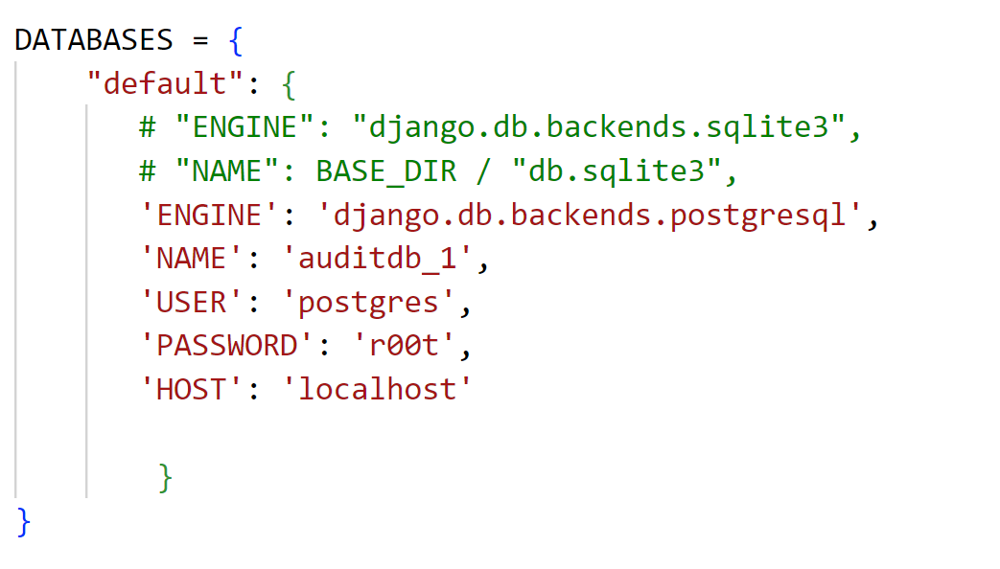 DATABASES = {
    "default": {
       # "ENGINE": "django.db.backends.sqlite3",
       # "NAME": BASE_DIR / "db.sqlite3",
       'ENGINE': 'django.db.backends.postgresql',
       'NAME': 'auditdb_1',
       'USER': 'postgres',
       'PASSWORD': 'r00t',
       'HOST': 'localhost'
        }
}